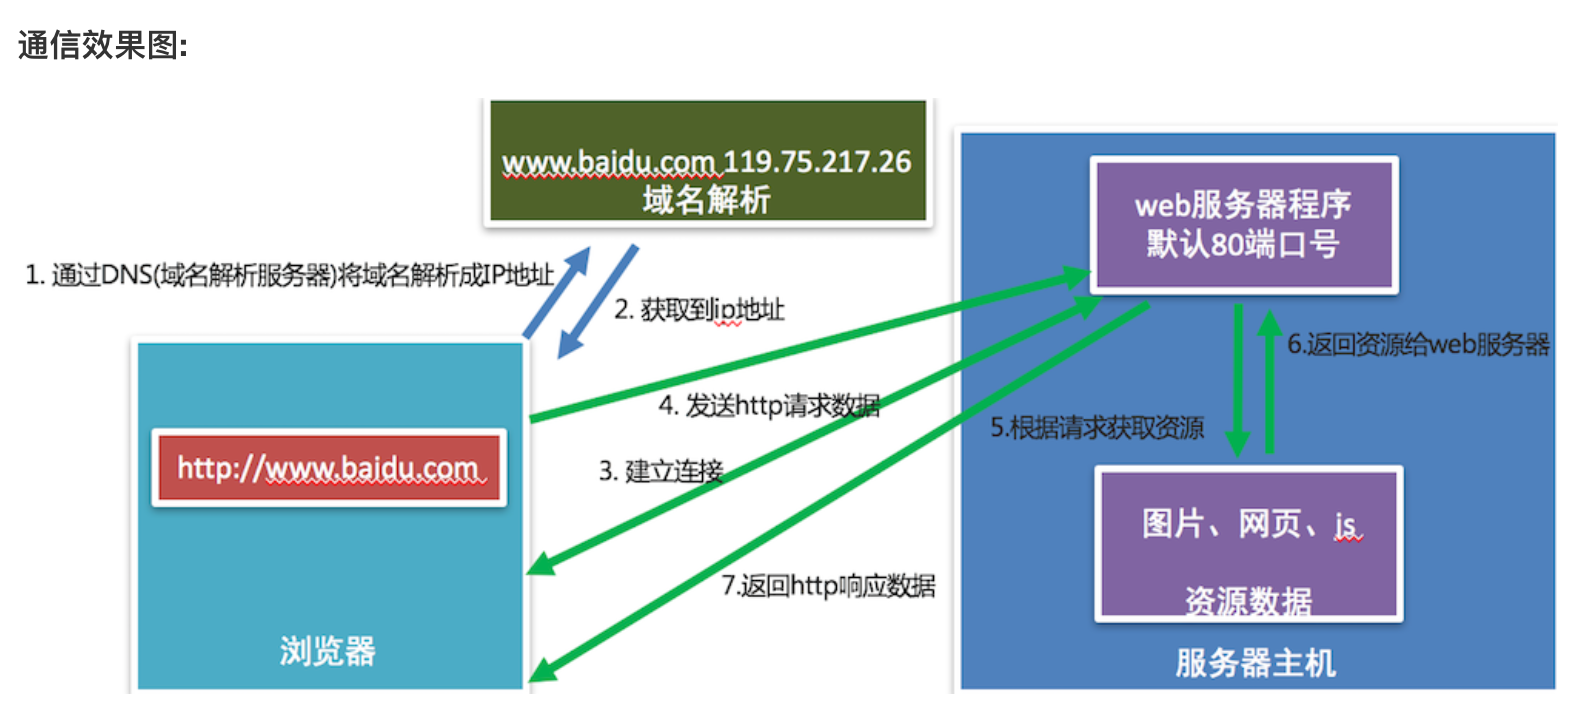 通信效果图:
www.baidu.com 119.75.217.26
域名解析
web服务器程序
默认80端口号
1. 通过DNS(域名解析服务器)将域名解析成IP地址
2. 获取到ip地址
6.返回资源给web服务器
4. 发送http请求数据
5.根据请求获取资源
http://www.baidu.com
3. 建立连接
图片、网页、js
资源数据
7.返回http响应数据
浏览器
服务器主机